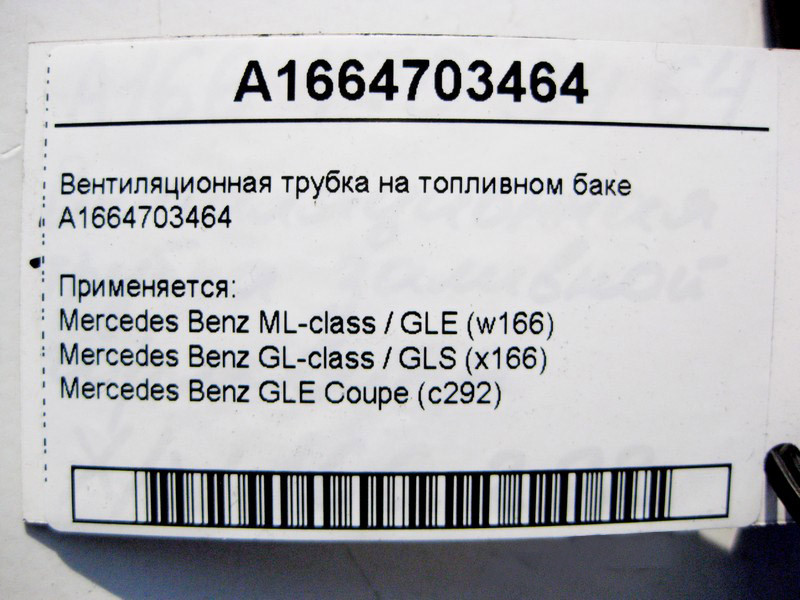 A1664703464
Вентиляционная трубка на топливном баке
A1664703464
Применяется:
Mercedes Benz ML-class / GLE (w166)
Mercedes Benz GL-class / GLS (x166)
Mercedes Benz GLE Coupe (c292)